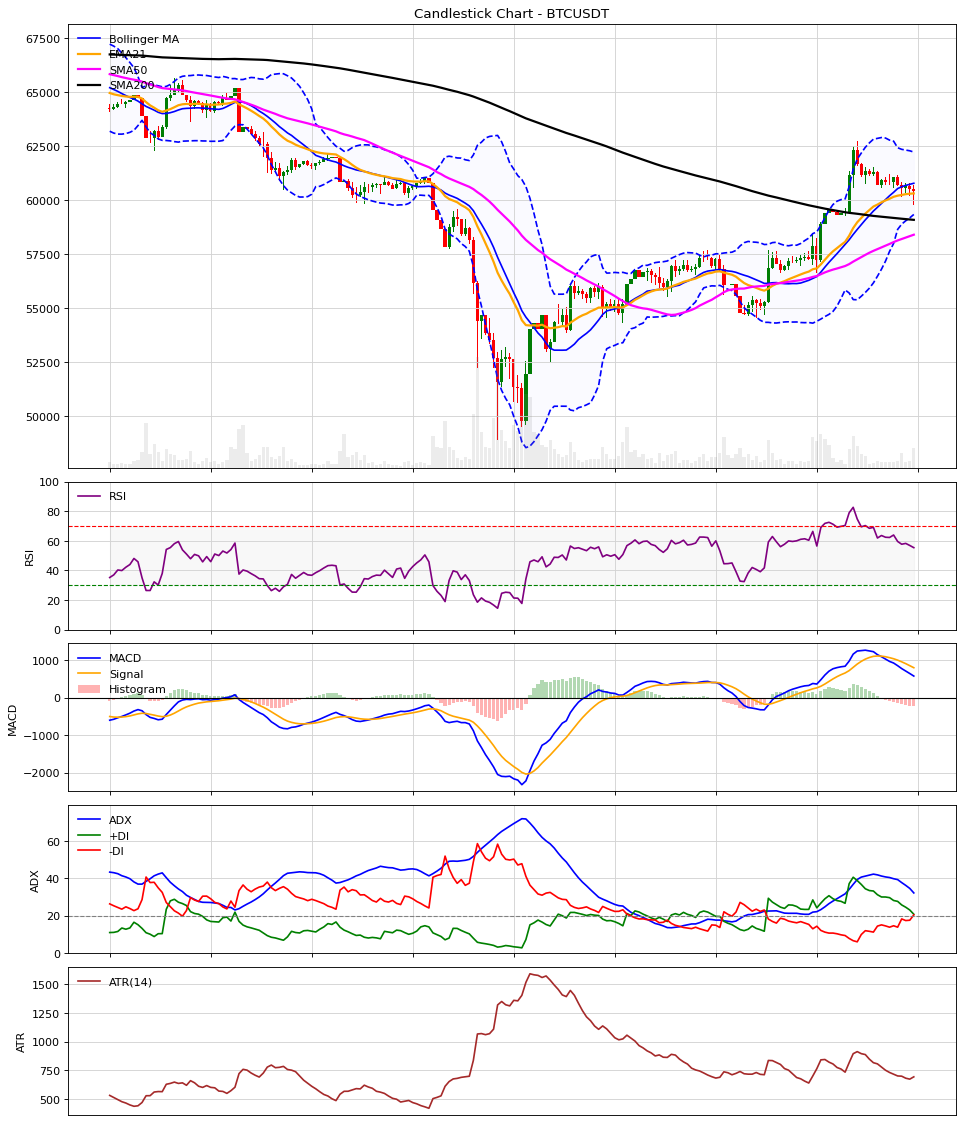 Candlestick Chart - BTCUSDT
67500
65000
62500
60000
57500
55000
52500
50000
Bollinger MA
EMA21
SMA50
SMA200
RSI
100
80
60
40
20
0
RSI
MACD
1000
0
−1000
−2000
MACD
Signal
Histogram
ADX
60
40
20
0
ADX
+DI
-DI
ATR
1500
1250
1000
750
500
ATR(14)